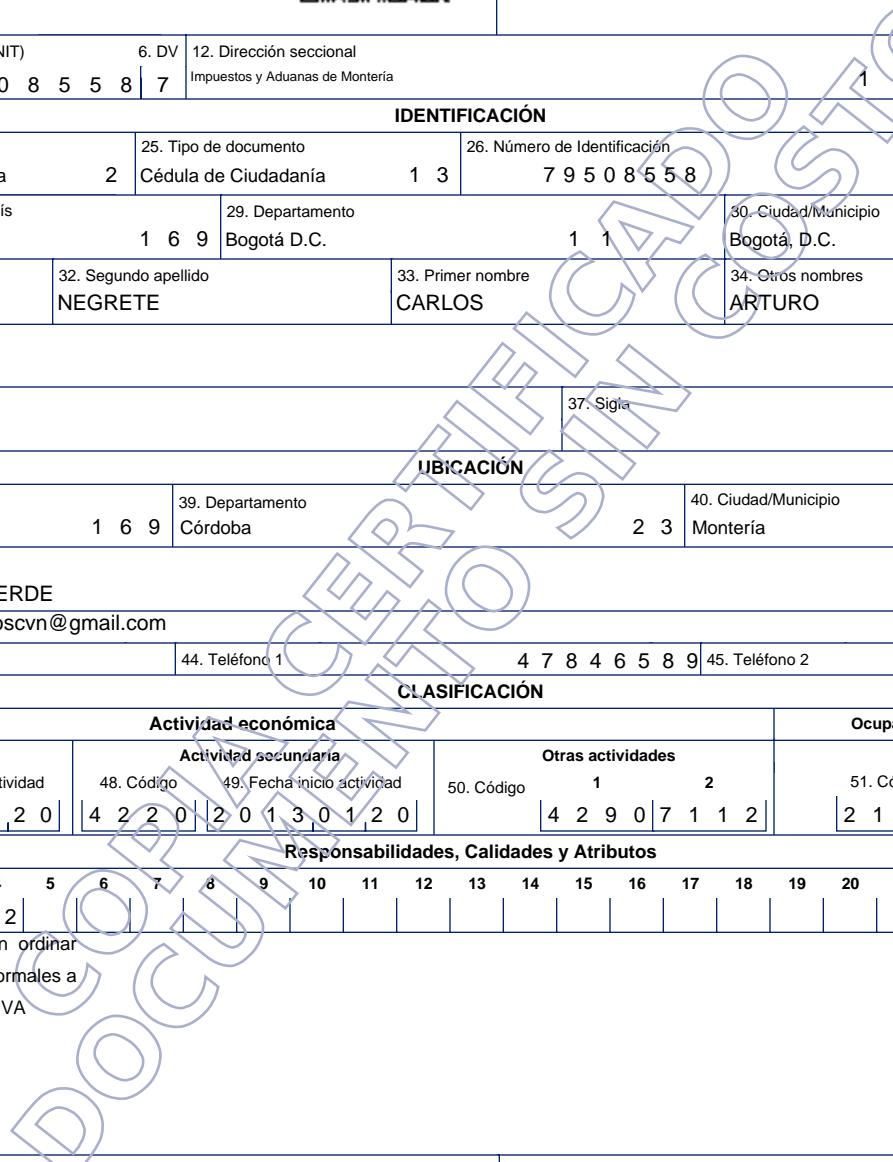 NIT) 6. DV 12. Dirección seccional
0 8 5 5 8 7 Impuestos y Aduanas de Montería 1
IDENTIFICACIÓN
25. Tipo de documento 26. Número de Identificación
a 2 Cédula de Ciudadanía 1 3 7 9 5 0 8 5 5 8
ís 29. Departamento 30. Ciudad/Municipio
1 6 9 Bogotá D.C. 1 1 Bogotá, D.C.
32. Segundo apellido 33. Primer nombre 34. Otros nombres
NEGRETE CARLOS ARTURO
37. Sigla
UBICACIÓN
39. Departamento 40. Ciudad/Municipio
1 6 9 Córdoba 2 3 Montería
ERDE
oscvn@gmail.com
44. Teléfono 1 4 7 8 4 6 5 8 9 45. Teléfono 2
CLASIFICACIÓN
Actividad económica Ocupa
Actividad secundaria Otras actividades
tividad 48. Código 49. Fecha inicio actividad 50. Código 1 2 51. Có
2 0 4 2 2 0 2 0 1 3 0 1 2 0 4 2 9 0 7 1 1 2 2 1
Responsabilidades, Calidades y Atributos
5 6 7 8 9 10 11 12 13 14 15 16 17 18 19 20
2
n ordinar
ormales a
VA
COPIA CERTIFICADO
DOCUMENTO SIN COSTO